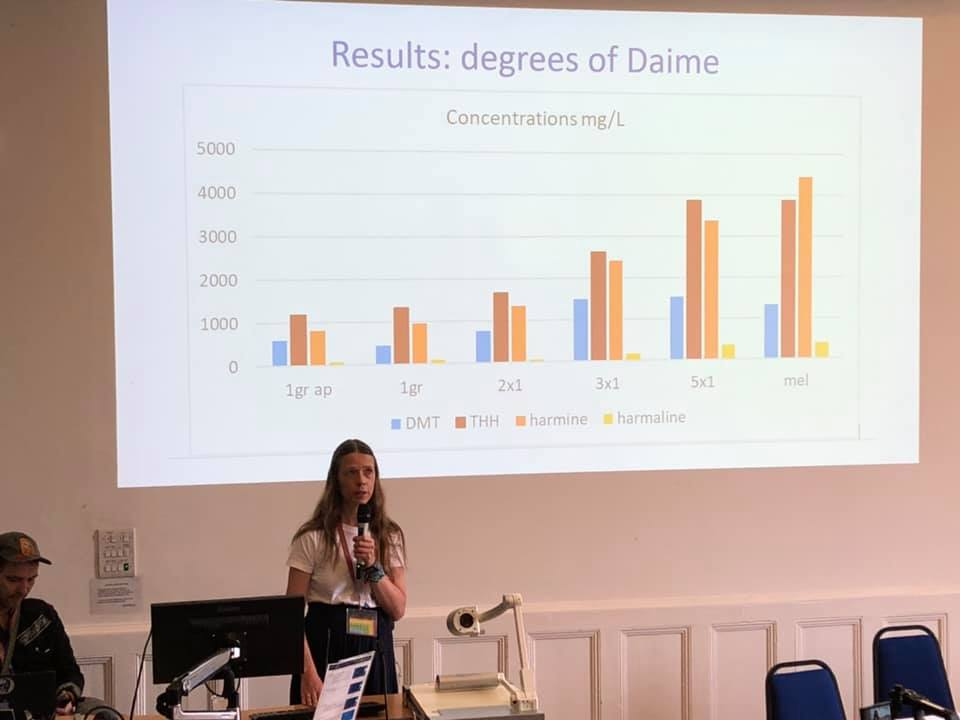 Results: degrees of Daime
Concentrations mg/L
5000
4000
3000
2000
1000
0
1gr ap 1gr 2x1 3x1 5x1 mel
DMT THH harmine harmaline